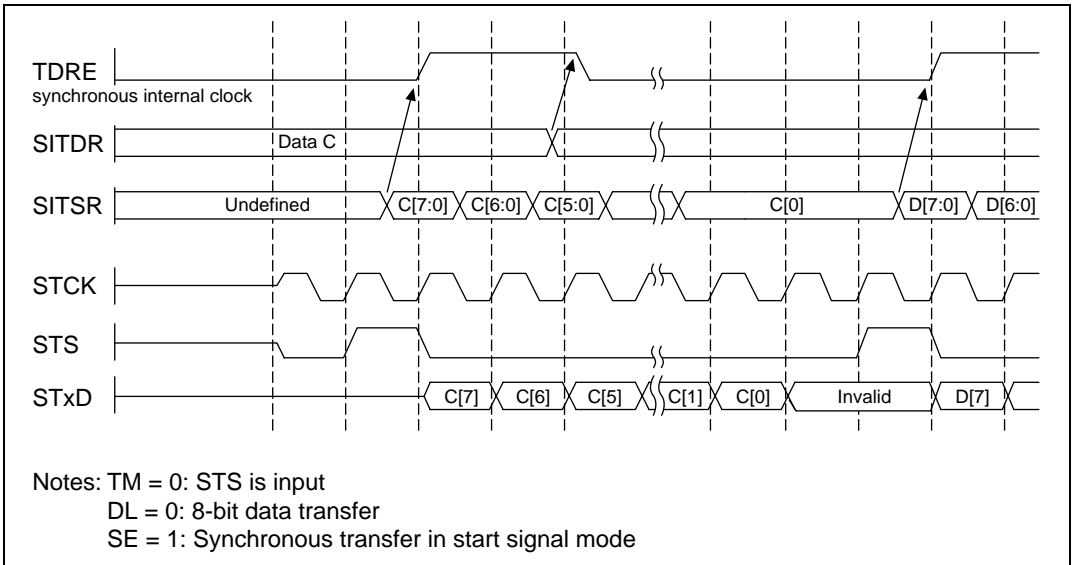 TDRE
synchronous internal clock
SITDR Data C
SITSR Undefined C[7:0] C[6:0] C[5:0] C[0] D[7:0] D[6:0]
STCK
STS
STxD C[7] C[6] C[5] C[1] C[0] Invalid D[7]
Notes: TM = 0: STS is input
DL = 0: 8-bit data transfer
SE = 1: Synchronous transfer in start signal mode